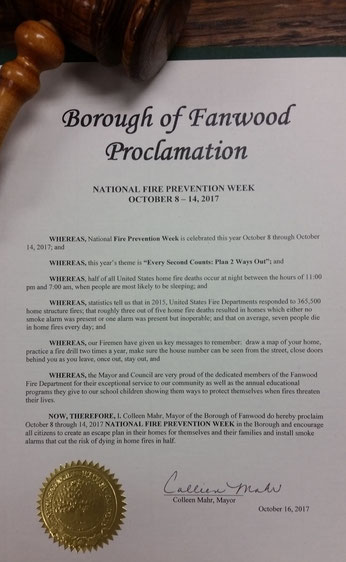 Borough of Fanwood
Proclamation
NATIONAL FIRE PREVENTION WEEK
OCTOBER 8 – 14, 2017
WHEREAS, National Fire Prevention Week is celebrated this year October 8 through October
14, 2017; and
WHEREAS, this year's theme is "Every Second Counts: Plan 2 Ways Out"; and
WHEREAS, half of all United States home fire deaths occur at night between the hours of 11:00
pm and 7:00 am, when people are most likely to be sleeping; and
WHEREAS, statistics tell us that in 2015, United States Fire Departments responded to 365,500
home structure fires; that roughly three out of five home fire deaths resulted in homes which either no
smoke alarm was present or one alarm was present but inoperable; and that on average, seven people die
in home fires every day; and
WHEREAS, our Firemen have given us key messages to remember: draw a map of your home,
practice a fire drill two times a year, make sure the house number can be seen from the street, close doors
behind you as you leave, once out, stay out, and
WHEREAS, the Mayor and Council are very proud of the dedicated members of the Fanwood
Fire Department for their exceptional service to our community as well as the annual educational
programs they give to our school children showing them ways to protect themselves when fires threaten
their lives.
NOW, THEREFORE, I, Colleen Mahr, Mayor of the Borough of Fanwood do hereby proclaim
October 8 through 14, 2017 NATIONAL FIRE PREVENTION WEEK in the Borough and encourage
all citizens to create an escape plan in their homes for themselves and their families and install smoke
alarms that cut the risk of dying in home fires in half.
Colleen Mahr
Colleen Mahr, Mayor
October 16, 2017